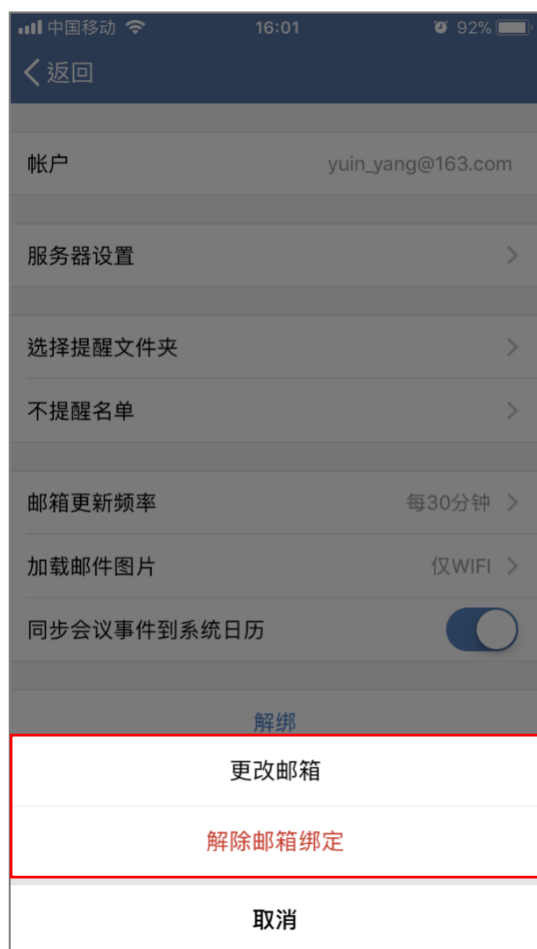 中国移动 16:01 92%
返回
帐户 yuin_yang@163.com
服务器设置
选择提醒文件夹
不提醒名单
邮箱更新频率 每30分钟
加载邮件图片 仅WIFI
同步会议事件到系统日历
解绑
更改邮箱
解除邮箱绑定
取消